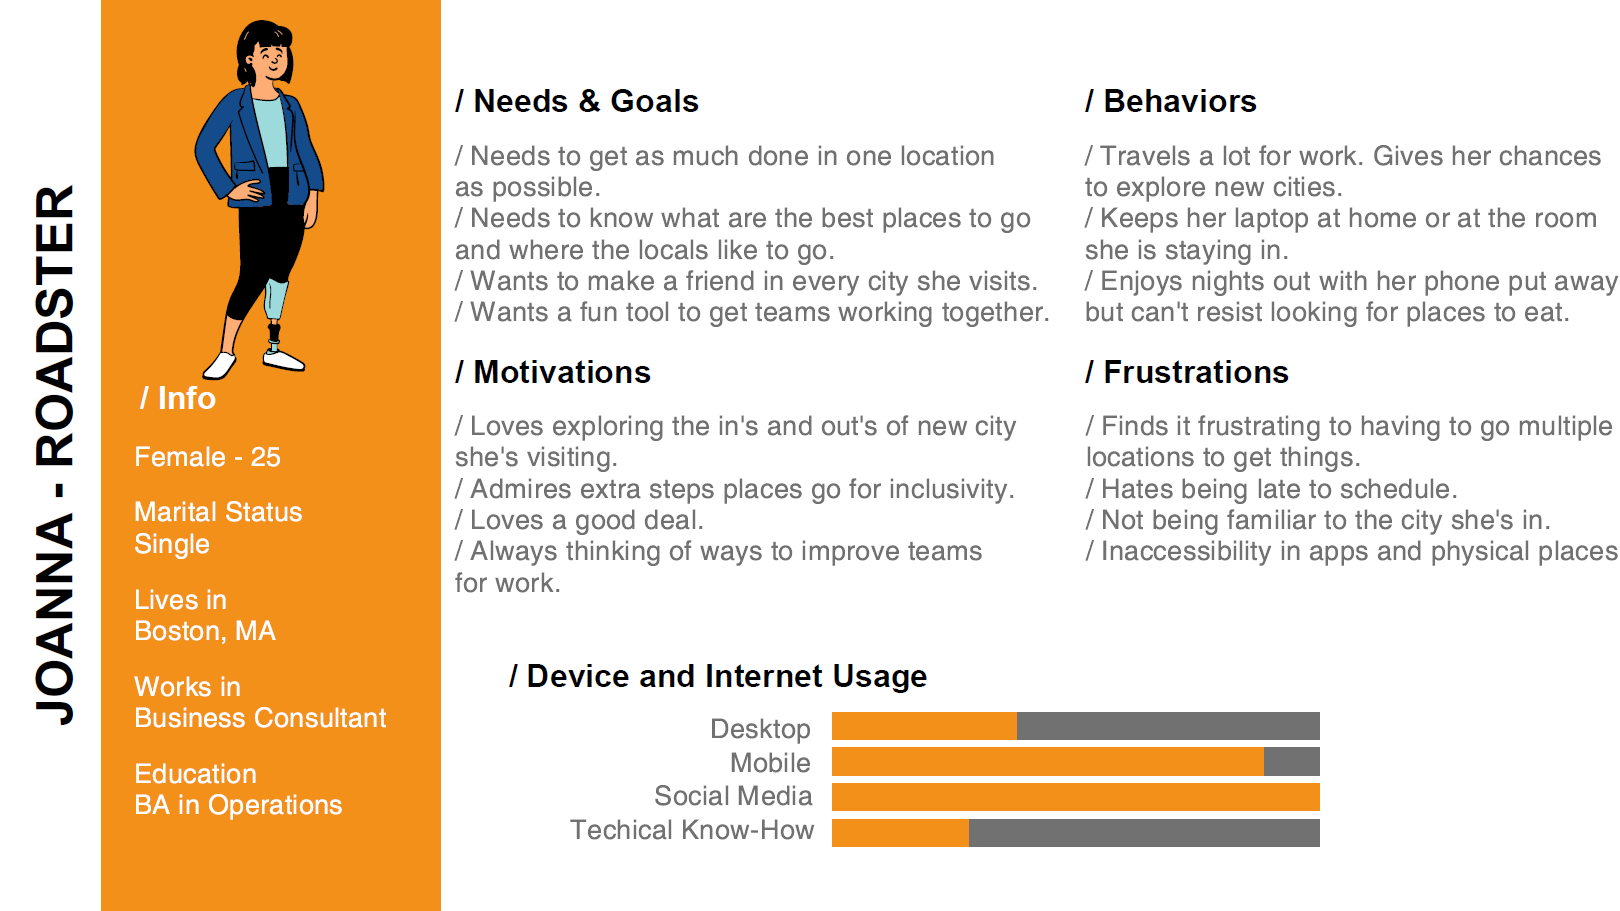 JOANNA - ROADSTER
/ Info
Female - 25
Marital Status
Single
Lives in
Boston, MA
Works in
Business Consultant
Education
BA in Operations
/ Needs & Goals
/ Needs to get as much done in one location
as possible.
/ Needs to know what are the best places to go
and where the locals like to go.
/ Wants to make a friend in every city she visits.
/ Wants a fun tool to get teams working together.
/ Behaviors
/ Travels a lot for work. Gives her chances
to explore new cities.
/ Keeps her laptop at home or at the room
she is staying in.
/ Enjoys nights out with her phone put away
but can't resist looking for places to eat.
/ Motivations
/ Loves exploring the in's and out's of new city
she's visiting.
/ Admires extra steps places go for inclusivity.
/ Loves a good deal.
/ Always thinking of ways to improve teams
for work.
/ Frustrations
/ Finds it frustrating to having to go multiple
locations to get things.
/ Hates being late to schedule.
/ Not being familiar to the city she's in.
/ Inaccessibility in apps and physical places
/ Device and Internet Usage
Desktop
Mobile
Social Media
Techical Know-How